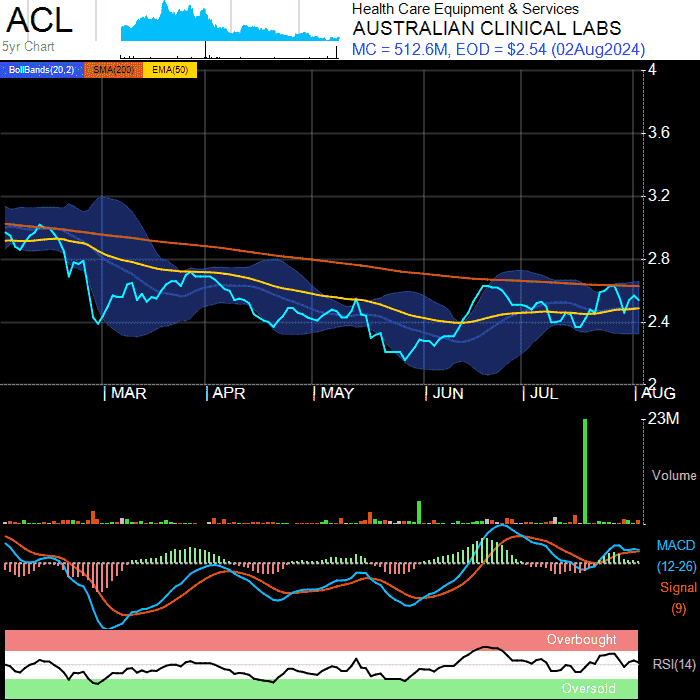 ACL
5yr Chart
Health Care Equipment & Services
AUSTRALIAN CLINICAL LABS
MC = 512.6M, EOD = $2.54 (02Aug2024)
BollBands(20,2) SMA(200) EMA(50)
4
3.6
3.2
2.8
2.4
2
MAR APR MAY JUN JUL AUG
23M
Volume
MACD
(12-26)
Signal
(9)
Overbought
RSI(14)
Oversold